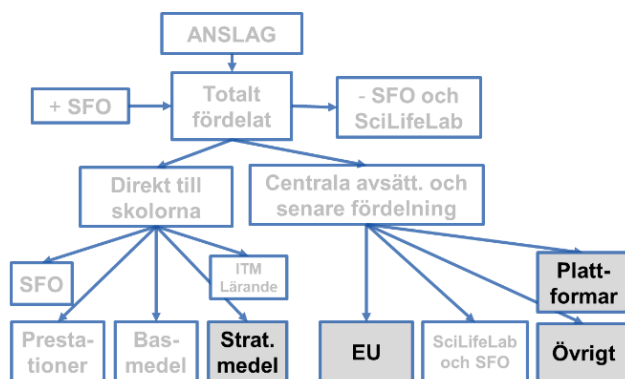 ANSLAG
+ SFO
Totalt
fördelat
- SFO och
SciLifeLab
Direkt till
skolorna
Centrala avsätt. och
senare fördelning
SFO
ITM
Lärande
Platt-
formar
Presta-
tioner
Bas-
medel
Strat.
medel
EU
SciLifeLab
och SFO
Övrigt